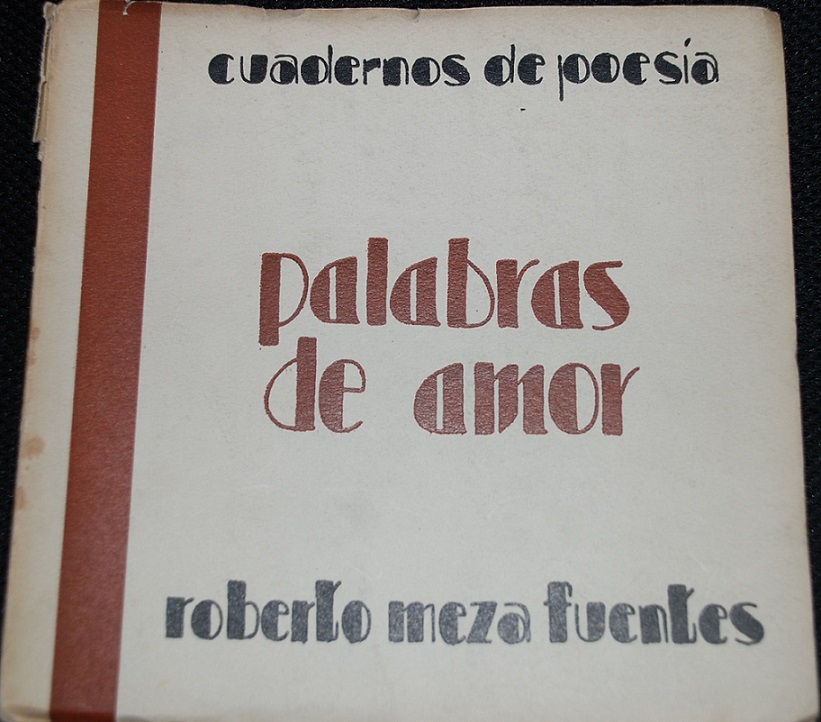 cuadernos de poesía
palabras
de amor
roberto meza fuentes